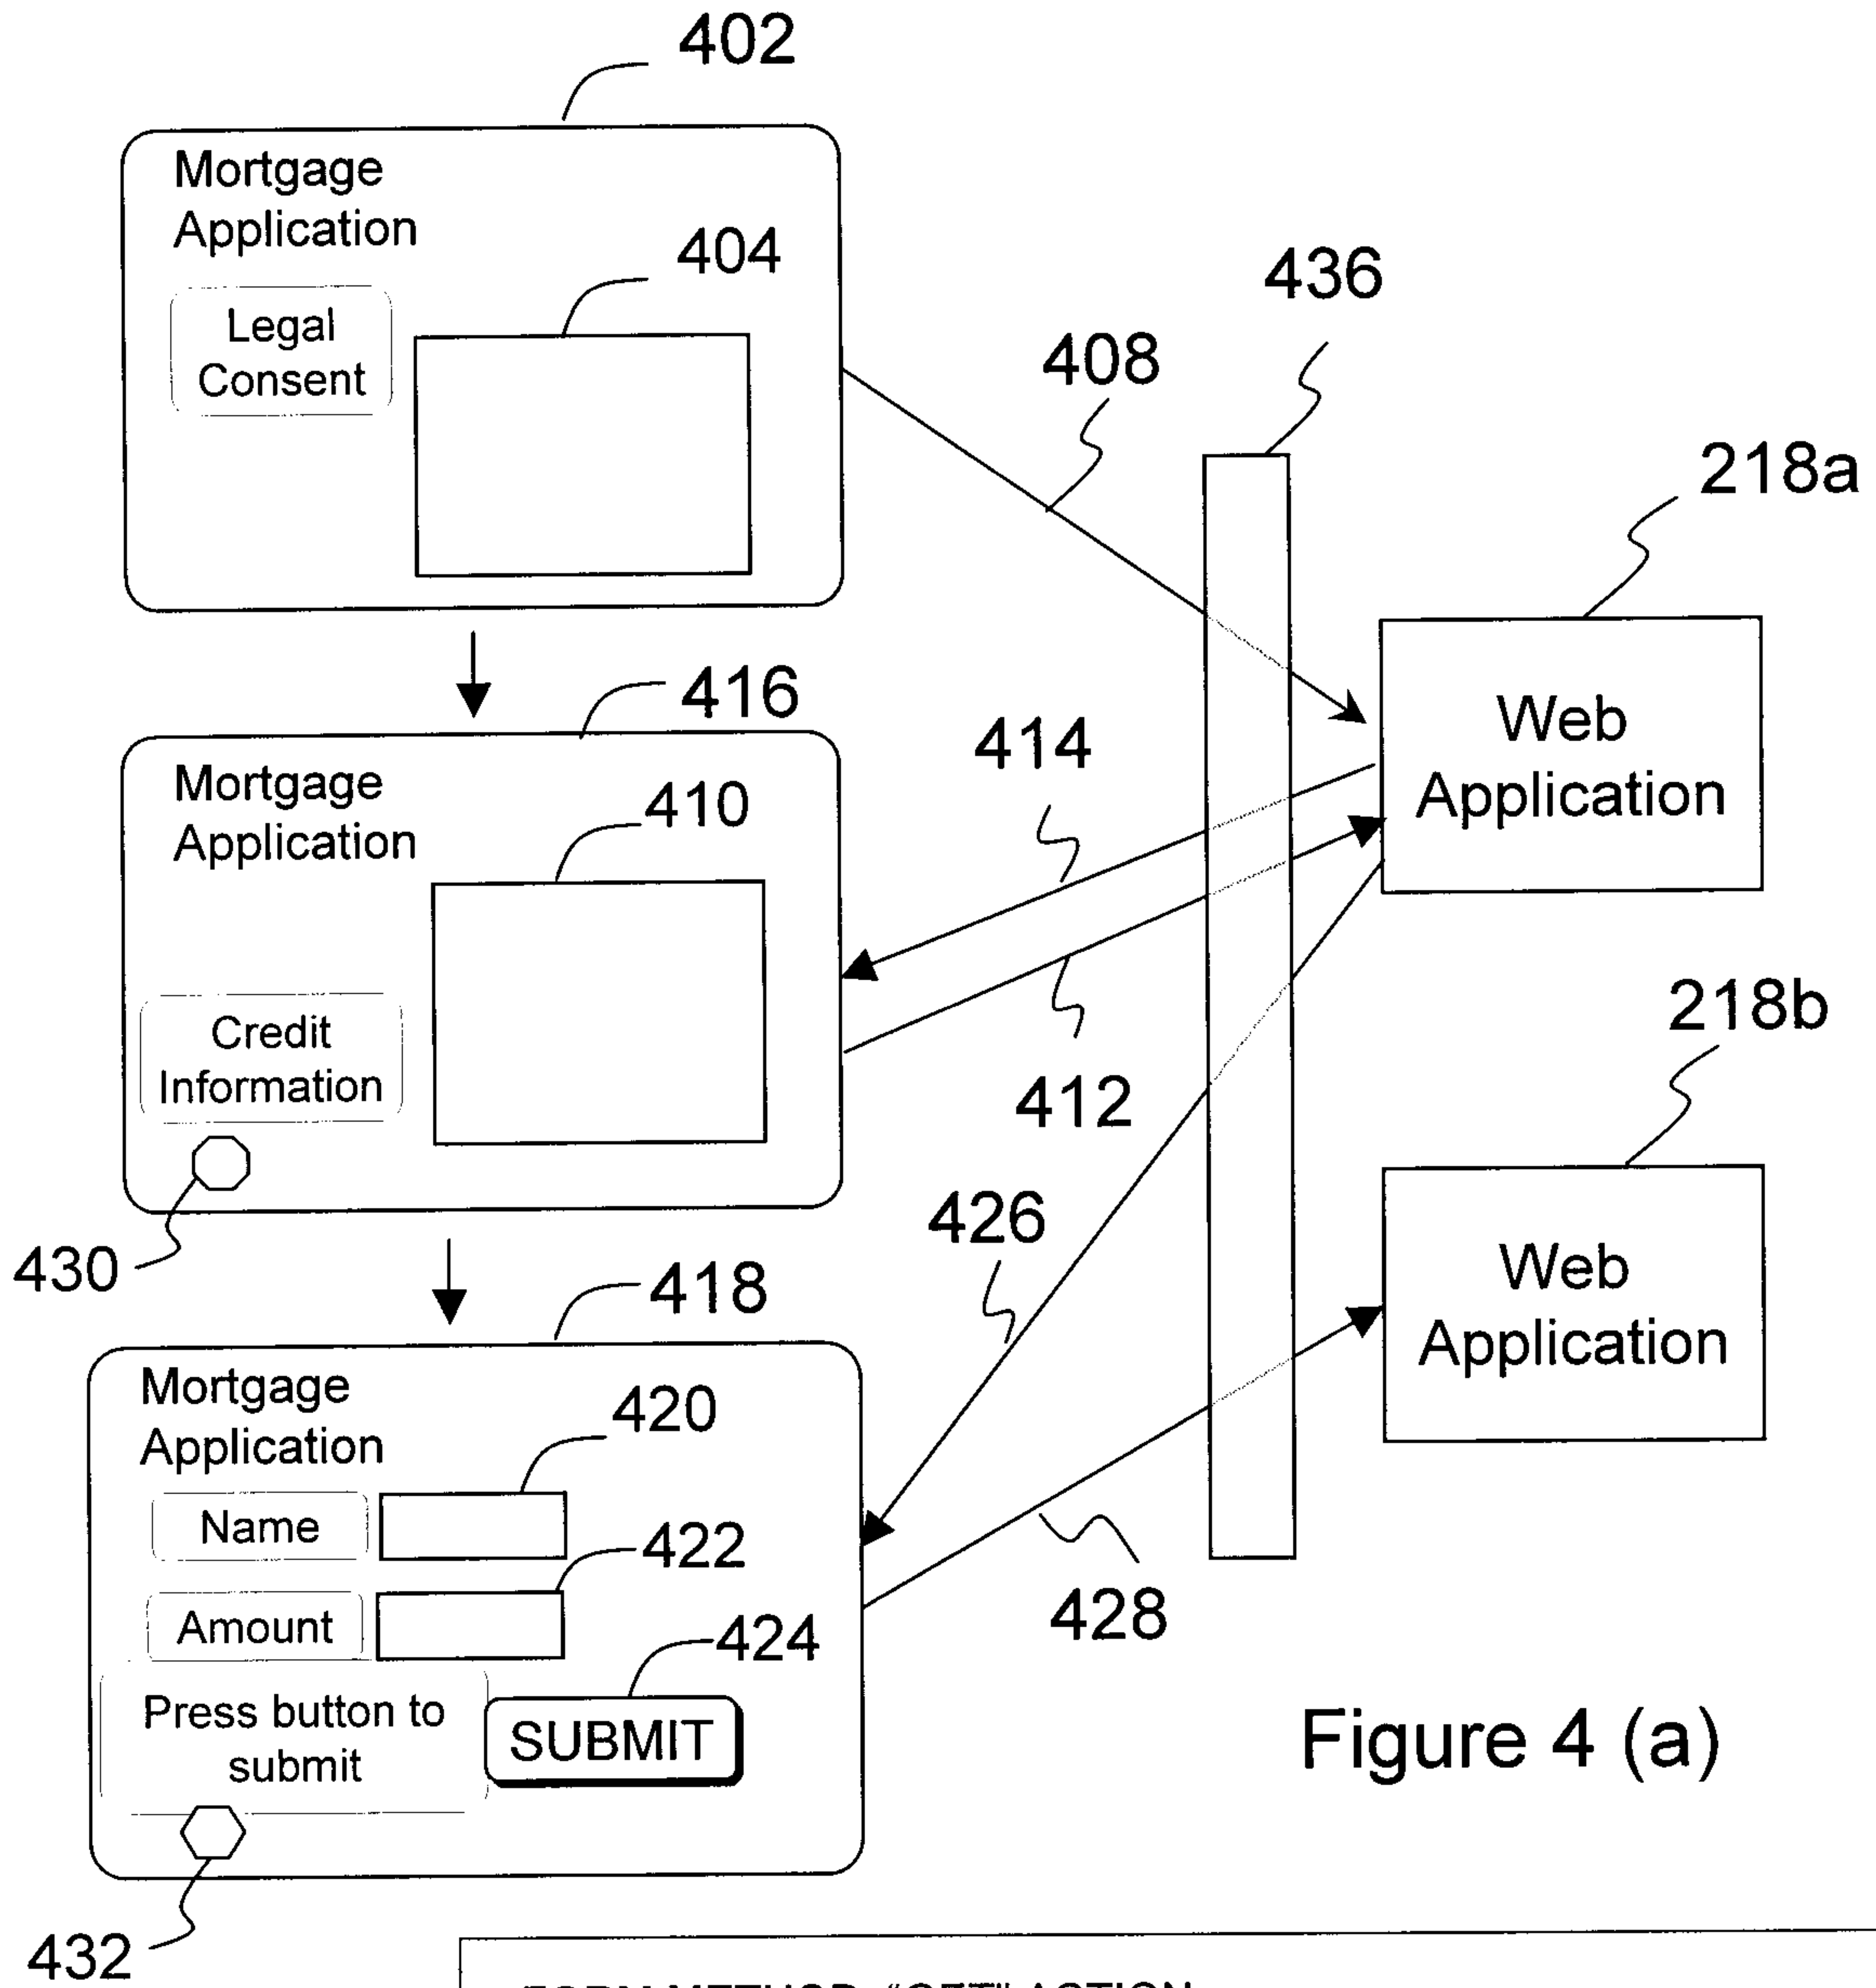 402
Mortgage
Application
404
Legal
Consent
436
408
218a
416
Mortgage
Application
410
414
Web
Application
Credit
Information
412
218b
430
426
418
Web
Application
Mortgage
Application
420
Name
422
428
Amount
424
Press button to
submit
SUBMIT
Figure 4 (a)
432